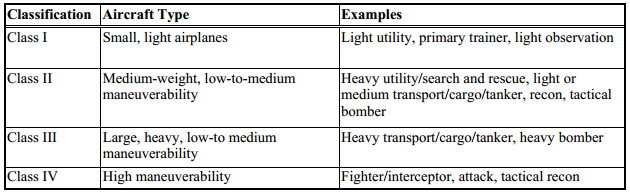 Classification Aircraft Type Examples
Class I Small, light airplanes Light utility, primary trainer, light observation
Class II Medium-weight, low-to-medium Heavy utility/search and rescue, light or
maneuverability medium transport/cargo/tanker, recon, tactical
bomber
Class III Large, heavy, low-to medium Heavy transport/cargo/tanker, heavy bomber
maneuverability
Class IV High maneuverability Fighter/interceptor, attack, tactical recon